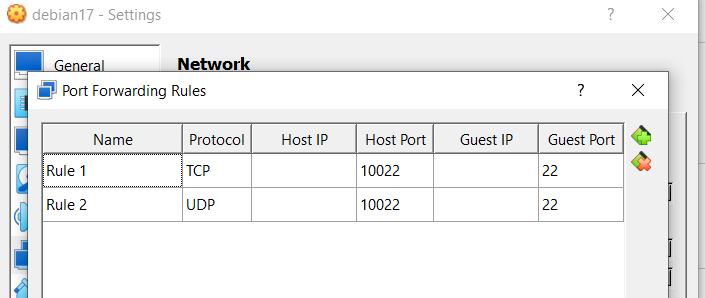 debian17 - Settings
General
Network
Port Forwarding Rules
Name Protocol Host IP Host Port Guest IP Guest Port
Rule 1 TCP 10022 22
Rule 2 UDP 10022 22